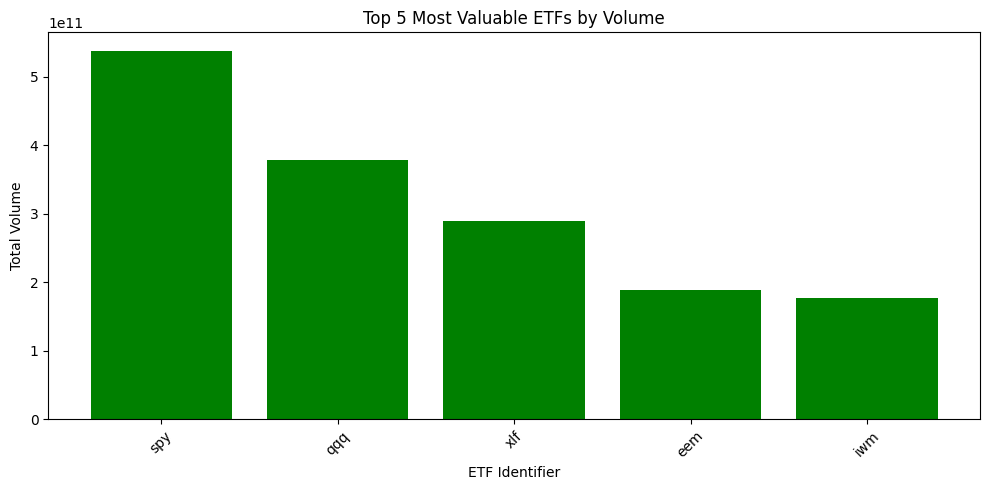 Top 5 Most Valuable ETFs by Volume
1e11
5
4
3
2
1
0
Total Volume
spy
qqq
xlf
eem
iwm
ETF Identifier